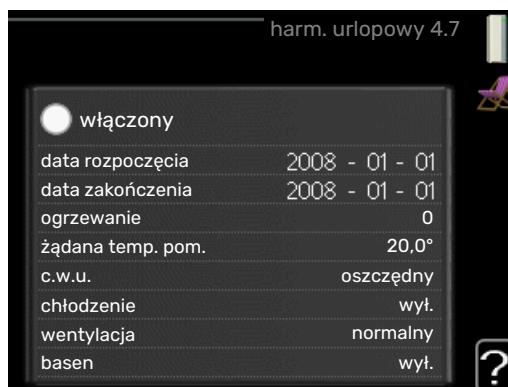 harm. urlopowy 4.7
włączony
data rozpoczęcia 2008 - 01 - 01
data zakończenia 2008 - 01 - 01
ogrzewanie 0
żądana temp. pom. 20,0°
c.w.u. oszczędny
chłodzenie wył.
wentylacja normalny
basen wył.
?